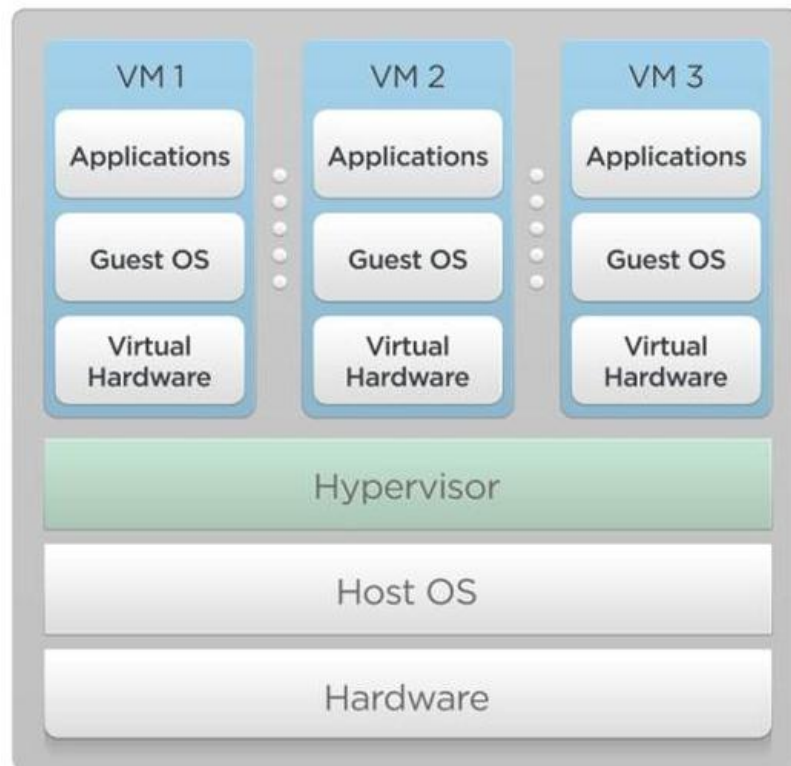 VM 1
Applications
Guest OS
Virtual
Hardware
VM 2
Applications
Guest OS
Virtual
Hardware
VM 3
Applications
Guest OS
Virtual
Hardware
Hypervisor
Host OS
Hardware